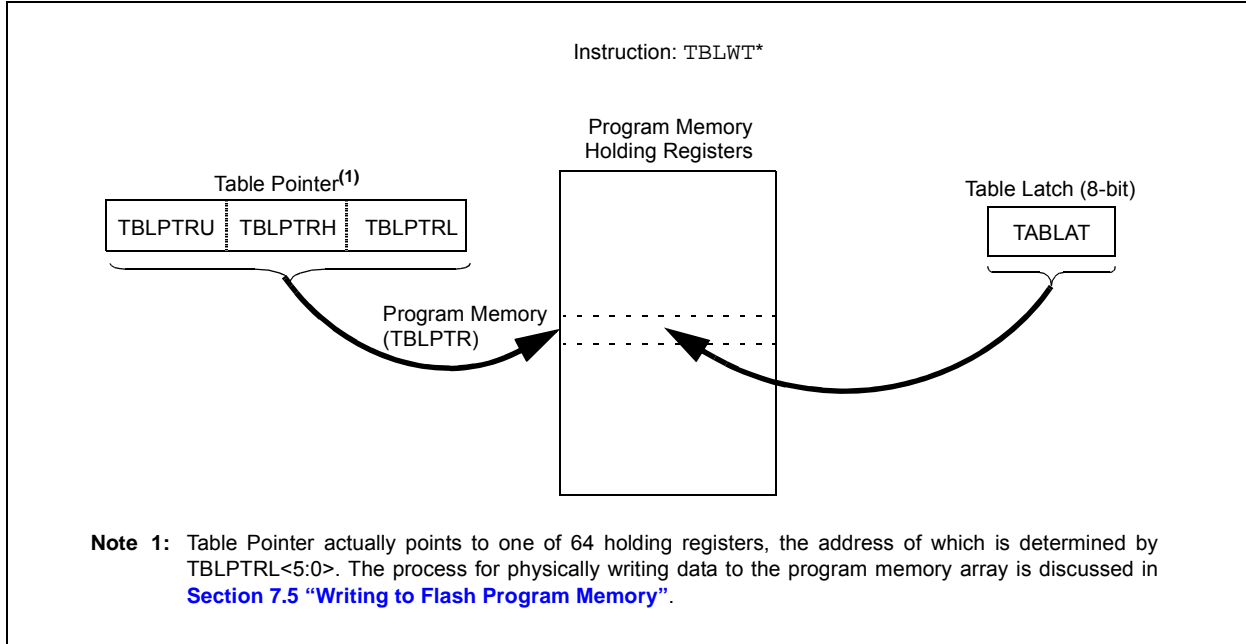 Instruction: TBLWT*
Program Memory
Holding Registers
Table Pointer(1)
Table Latch (8-bit)
TBLPTRU TBLPTRH TBLPTRL
TABLAT
Program Memory
(TBLPTR)
Note 1: Table Pointer actually points to one of 64 holding registers, the address of which is determined by
TBLPTRL<5:0>. The process for physically writing data to the program memory array is discussed in
Section 7.5 “Writing to Flash Program Memory”.